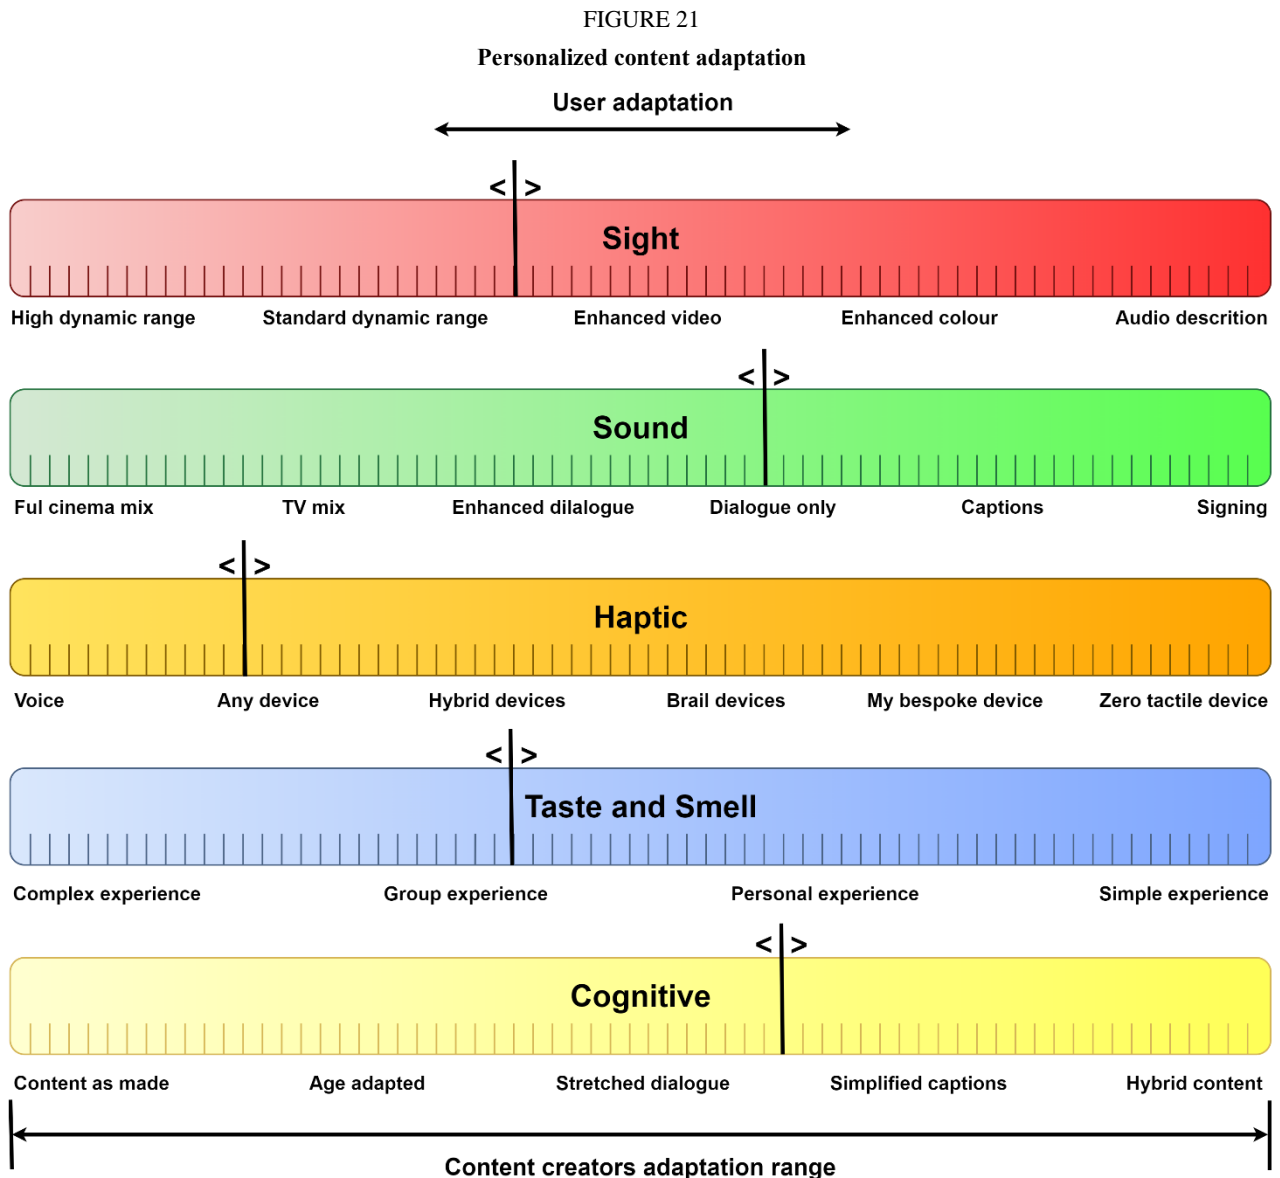 FIGURE 21
Personalized content adaptation
User adaptation
< >
Sight
High dynamic range Standard dynamic range Enhanced video Enhanced colour Audio descrition
< >
Sound
Ful cinema mix TV mix Enhanced dilalogue Dialogue only Captions Signing
< >
Haptic
Voice Any device Hybrid devices Brail devices My bespoke device Zero tactile device
< >
Taste and Smell
Complex experience Group experience Personal experience Simple experience
< >
Cognitive
Content as made Age adapted Stretched dialogue Simplified captions Hybrid content
Content creators adaptation range